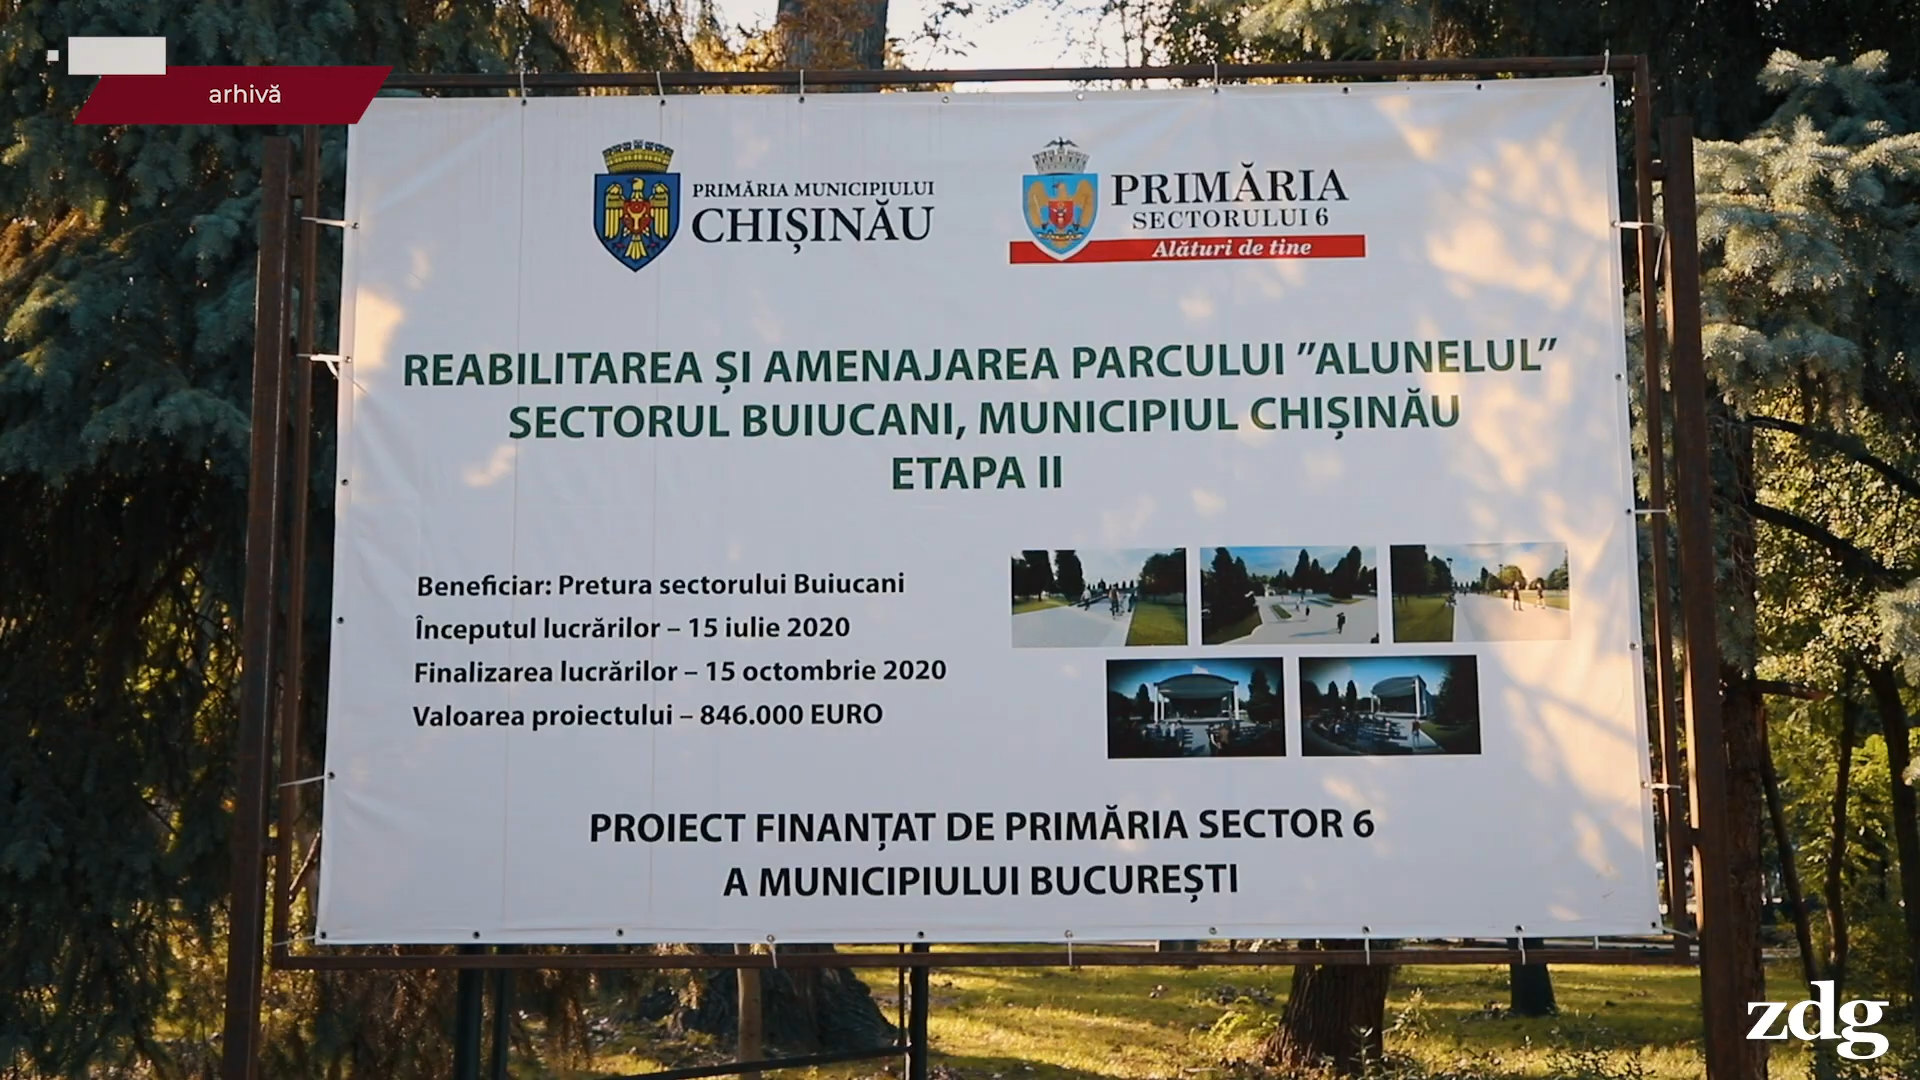 arhivă
PRIMĂRIA MUNICIPIULUI
CHIȘINĂU
PRIMĂRIA
SECTORULUI 6
Alături de tine
REABILITAREA ȘI AMENAJAREA PARCULUI ”ALUNELUL”
SECTORUL BUIUCANI, MUNICIPIUL CHIȘINĂU
ETAPA II
Beneficiar: Pretura sectorului Buiucani
Începutul lucrărilor – 15 iulie 2020
Finalizarea lucrărilor – 15 octombrie 2020
Valoarea proiectului – 846.000 EURO
PROIECT FINANȚAT DE PRIMĂRIA SECTOR 6
A MUNICIPIULUI BUCUREȘTI
zdg